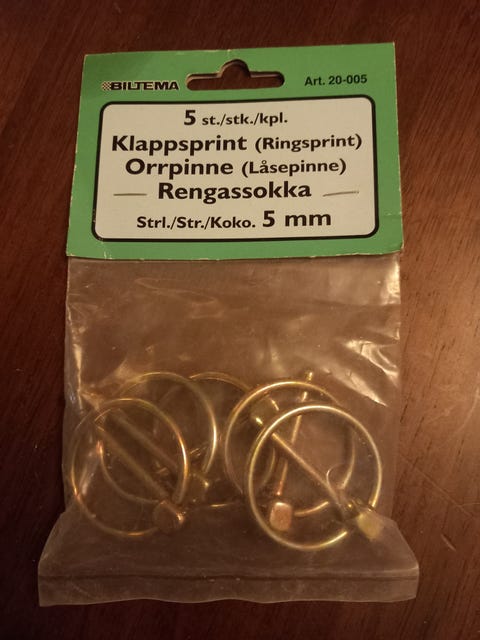 BILTEMA
Art. 20-005
5 st./stk./kpl.
Klappsprint (Ringsprint)
Orrpinne (Låsepinne)
Rengassokka
Strl./Str./Koko. 5 mm